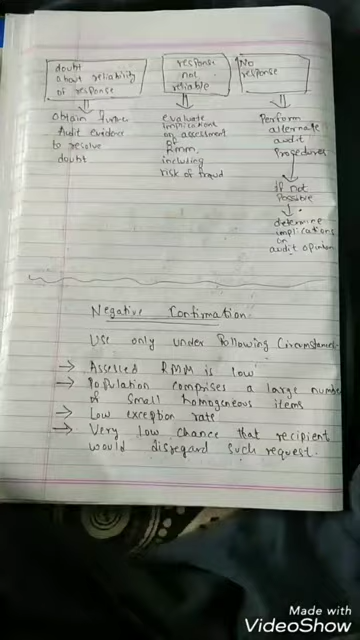 doubt
about reliability
of response
Obtain further
Audit evidence
to resolve
doubt
response
not
reliable
evaluate
implications
on assessment
of
RMM,
including
risk of fraud
No
response
Perform
alternate
audit
Procedures
If not
Possible
determine
implications
on
audit opinion
Negative Confirmation
Use only under following Circumstances-
→ Assessed RMM is low
→ Population comprises a large number
of small homogeneous items
→ Low exception rate
→ Very low chance that recipient
would disregard such request.
Made with
VideoShow